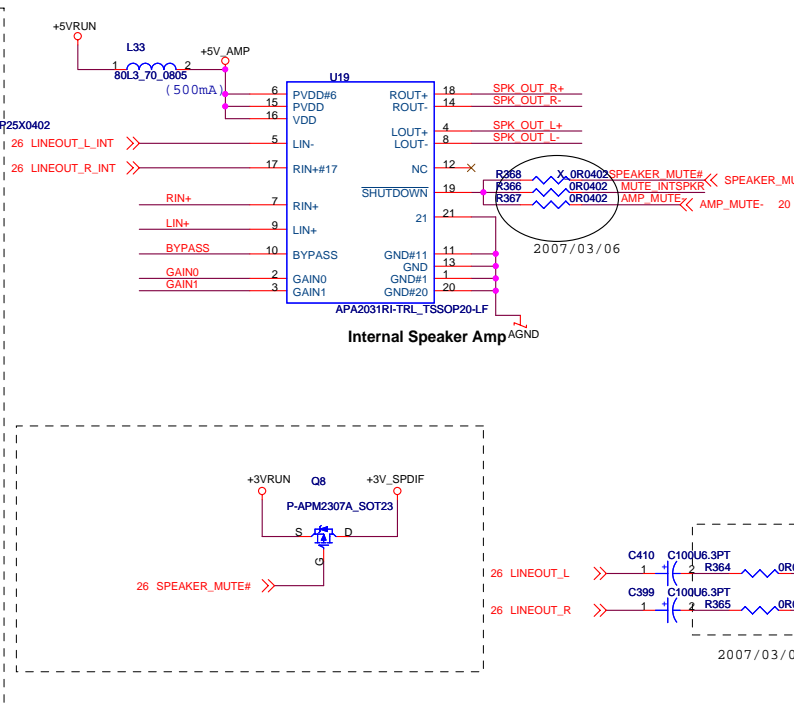 +5VRUN
L33
+5V_AMP
1
2
80L3_70_0805
(500mA)
U19
6 PVDD#6 ROUT+ 18 SPK_OUT_R+
15 PVDD ROUT- 14 SPK_OUT_R-
16 VDD
P25X0402
LOUT+ 4 SPK_OUT_L+
26 LINEOUT_L_INT 5 LIN- LOUT- 8 SPK_OUT_L-
26 LINEOUT_R_INT 17 RIN+#17 NC 12
R368 X_0R0402 SPEAKER_MUTE# SPEAKER_MU
SHUTDOWN 19 R366 0R0402 MUTE_INTSPKR
R367 0R0402 AMP_MUTE- AMP_MUTE- 20
RIN+ 7 RIN+
21 21
LIN+ 9 LIN+
2007/03/06
BYPASS 10 BYPASS GND#11 11
GND 13
GAIN0 2 GAIN0 GND#1 1
GAIN1 3 GAIN1 GND#20 20
APA2031RI-TRL_TSSOP20-LF
Internal Speaker Amp
AGND
+3VRUN
Q8
+3V_SPDIF
P-APM2307A_SOT23
S
D
G
26 SPEAKER_MUTE#
C410 C100U6.3PT
26 LINEOUT_L 1 + 2 R364 0R0
C399 C100U6.3PT
26 LINEOUT_R 1 + 2 R365 0R0
2007/03/0